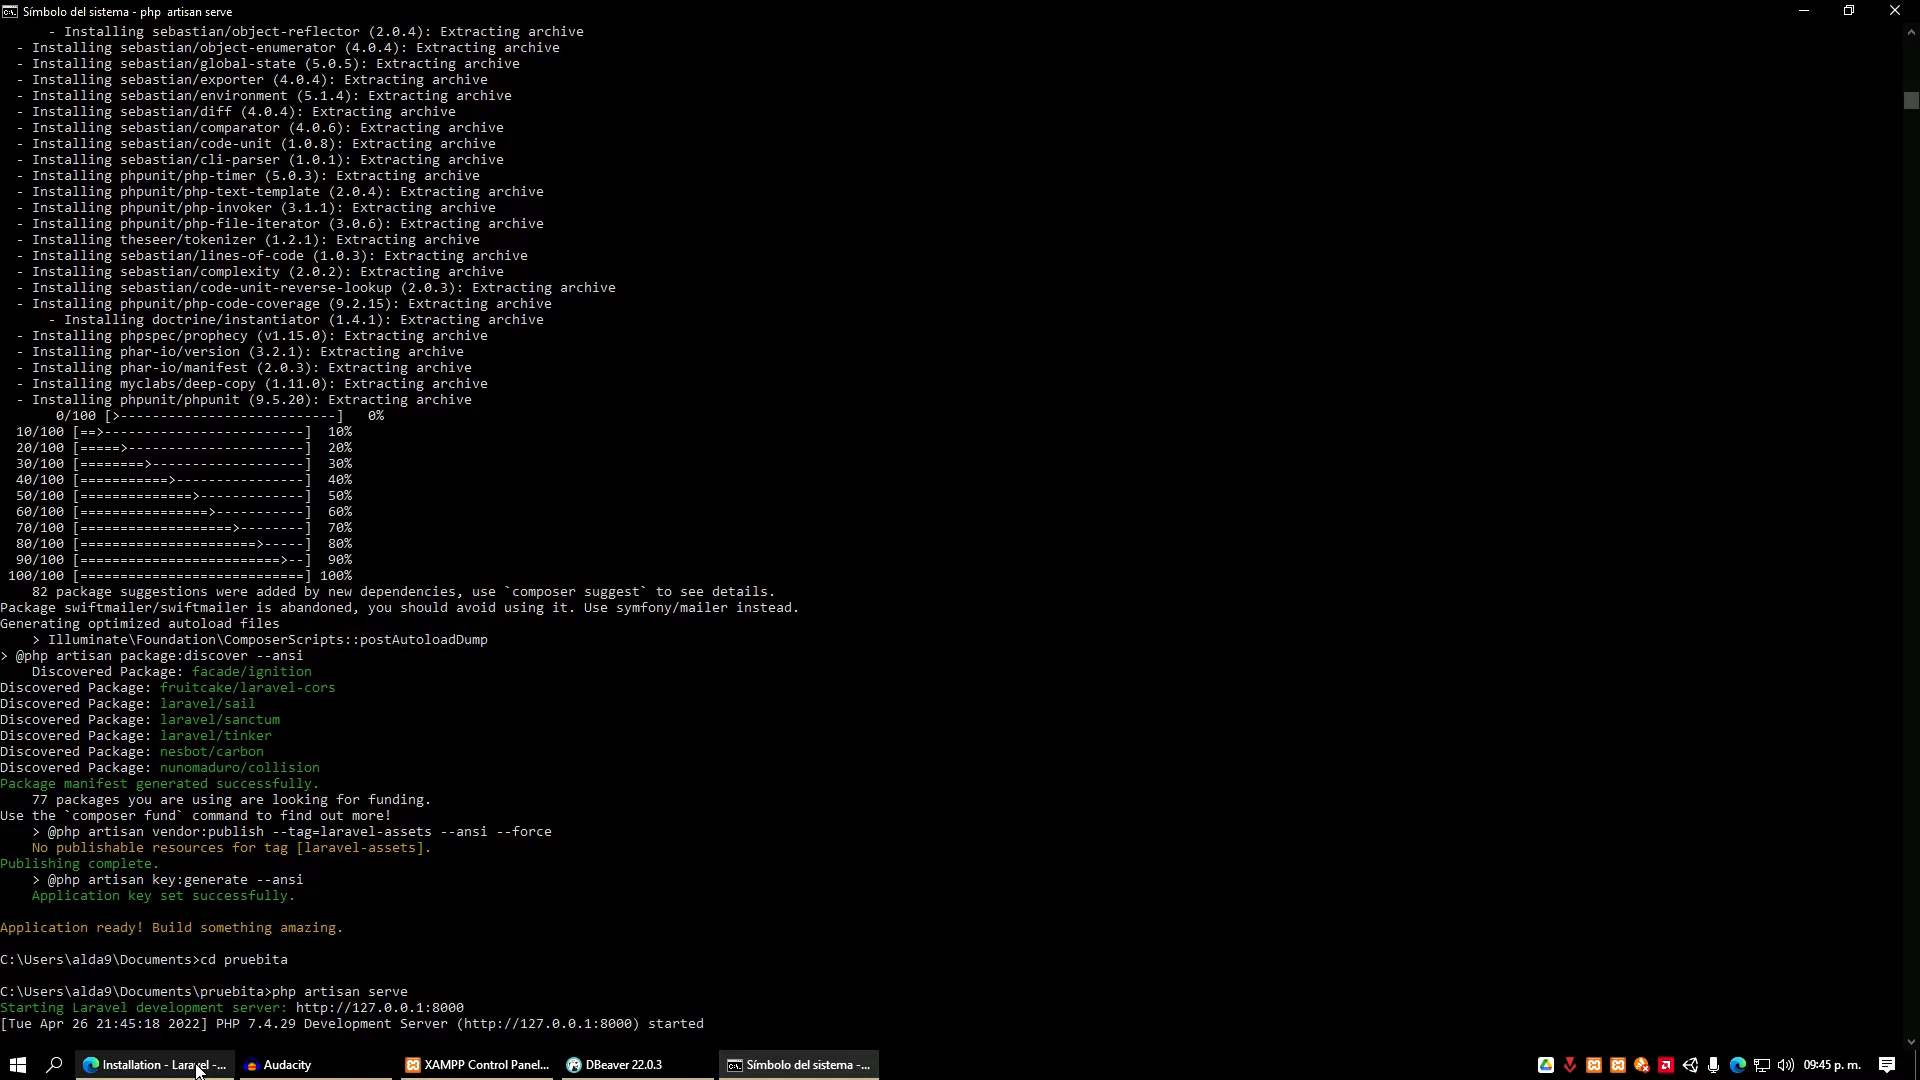 Símbolo del sistema - php  artisan serve
- Installing sebastian/object-reflector (2.0.4): Extracting archive
- Installing sebastian/object-enumerator (4.0.4): Extracting archive
- Installing sebastian/global-state (5.0.5): Extracting archive
- Installing sebastian/exporter (4.0.4): Extracting archive
- Installing sebastian/environment (5.1.4): Extracting archive
- Installing sebastian/diff (4.0.4): Extracting archive
- Installing sebastian/comparator (4.0.6): Extracting archive
- Installing sebastian/code-unit (1.0.8): Extracting archive
- Installing sebastian/cli-parser (1.0.1): Extracting archive
- Installing phpunit/php-timer (5.0.3): Extracting archive
- Installing phpunit/php-text-template (2.0.4): Extracting archive
- Installing phpunit/php-invoker (3.1.1): Extracting archive
- Installing phpunit/php-file-iterator (3.0.6): Extracting archive
- Installing theseer/tokenizer (1.2.1): Extracting archive
- Installing sebastian/lines-of-code (1.0.3): Extracting archive
- Installing sebastian/complexity (2.0.2): Extracting archive
- Installing sebastian/code-unit-reverse-lookup (2.0.3): Extracting archive
- Installing phpunit/php-code-coverage (9.2.15): Extracting archive
- Installing doctrine/instantiator (1.4.1): Extracting archive
- Installing phpspec/prophecy (v1.15.0): Extracting archive
- Installing phar-io/version (3.2.1): Extracting archive
- Installing phar-io/manifest (2.0.3): Extracting archive
- Installing myclabs/deep-copy (1.11.0): Extracting archive
- Installing phpunit/phpunit (9.5.20): Extracting archive
0/100 [>---------------------------]   0%
10/100 [==>-------------------------]  10%
20/100 [=====>----------------------]  20%
30/100 [========>-------------------]  30%
40/100 [===========>----------------]  40%
50/100 [==============>-------------]  50%
60/100 [================>-----------]  60%
70/100 [===================>--------]  70%
80/100 [======================>-----]  80%
90/100 [=========================>--]  90%
100/100 [============================] 100%
82 package suggestions were added by new dependencies, use `composer suggest` to see details.
Package swiftmailer/swiftmailer is abandoned, you should avoid using it. Use symfony/mailer instead.
Generating optimized autoload files
> Illuminate\Foundation\ComposerScripts::postAutoloadDump
> @php artisan package:discover --ansi
Discovered Package: facade/ignition
Discovered Package: fruitcake/laravel-cors
Discovered Package: laravel/sail
Discovered Package: laravel/sanctum
Discovered Package: laravel/tinker
Discovered Package: nesbot/carbon
Discovered Package: nunomaduro/collision
Package manifest generated successfully.
77 packages you are using are looking for funding.
Use the `composer fund` command to find out more!
> @php artisan vendor:publish --tag=laravel-assets --ansi --force
No publishable resources for tag [laravel-assets].
Publishing complete.
> @php artisan key:generate --ansi
Application key set successfully.
Application ready! Build something amazing.
C:\Users\alda9\Documents>cd pruebita
C:\Users\alda9\Documents\pruebita>php artisan serve
Starting Laravel development server: http://127.0.0.1:8000
[Tue Apr 26 21:45:18 2022] PHP 7.4.29 Development Server (http://127.0.0.1:8000) started
Installation - Laravel -... Audacity XAMPP Control Panel... DBeaver 22.0.3 Símbolo del sistema -... 09:45 p. m.